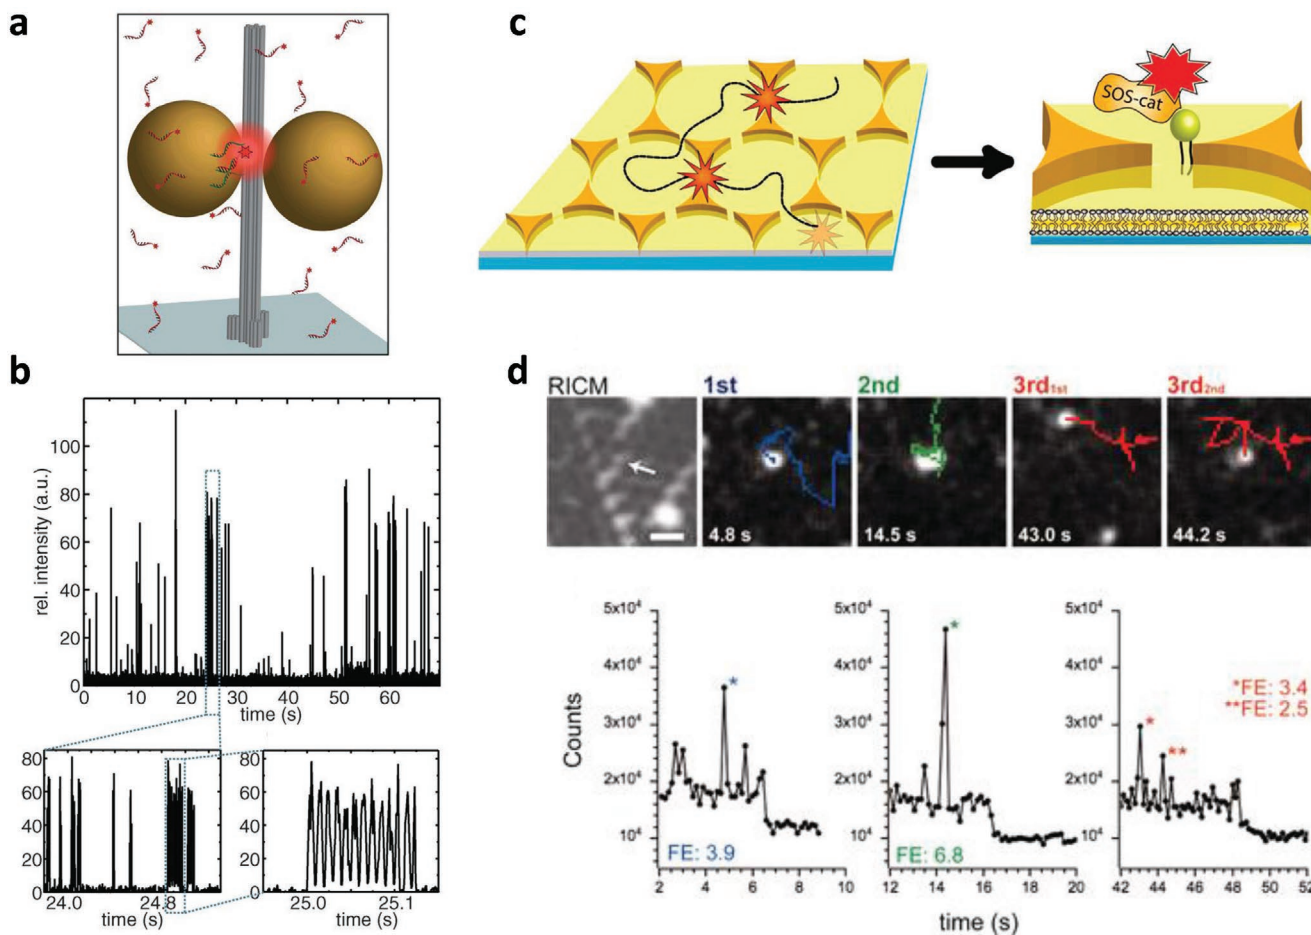 a
b
rel. intensity (a.u.)
100
80
60
40
20
0
0 10 20 30 40 50 60
time (s)
80
60
40
20
0
24.0 24.8
time (s)
80
60
40
20
0
25.0 25.1
time (s)
c
SOS-cat
d
RICM 1st 2nd 3rd1st 3rd2nd
4.8 s 14.5 s 43.0 s 44.2 s
Counts
5x10⁴
4x10⁴
3x10⁴
2x10⁴
10⁴
*
FE: 3.9
2 4 6 8 10
5x10⁴
4x10⁴
3x10⁴
2x10⁴
10⁴
*
FE: 6.8
12 14 16 18 20
5x10⁴
4x10⁴
3x10⁴
2x10⁴
10⁴
*FE: 3.4
**FE: 2.5
*
**
42 44 46 48 50 52
time (s)